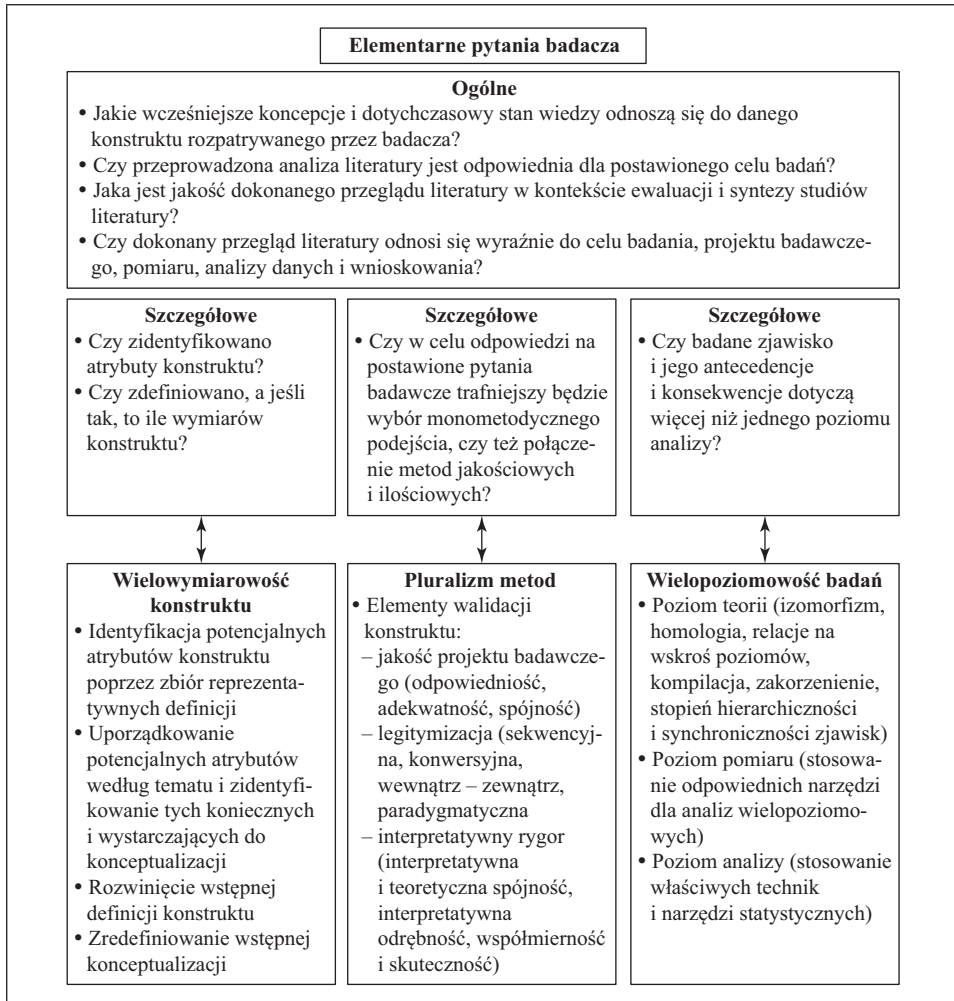 Elementarne pytania badacza
Ogólne
• Jakie wcześniejsze koncepcje i dotychczasowy stan wiedzy odnoszą się do danego
konstruktu rozpatrywanego przez badacza?
• Czy przeprowadzona analiza literatury jest odpowiednia dla postawionego celu badań?
• Jaka jest jakość dokonanego przeglądu literatury w kontekście ewaluacji i syntezy studiów
literatury?
• Czy dokonany przegląd literatury odnosi się wyraźnie do celu badania, projektu badawcze-
go, pomiaru, analizy danych i wnioskowania?
Szczegółowe
• Czy zidentyfikowano
atrybuty konstruktu?
• Czy zdefiniowano, a jeśli
tak, to ile wymiarów
konstruktu?
Szczegółowe
• Czy w celu odpowiedzi na
postawione pytania
badawcze trafniejszy będzie
wybór monometodycznego
podejścia, czy też połącze-
nie metod jakościowych
i ilościowych?
Szczegółowe
• Czy badane zjawisko
i jego antecedencje
i konsekwencje dotyczą
więcej niż jednego poziomu
analizy?
Wielowymiarowość
konstruktu
• Identyfikacja potencjalnych
atrybutów konstruktu
poprzez zbiór reprezenta-
tywnych definicji
• Uporządkowanie
potencjalnych atrybutów
według tematu i zidentyfi-
kowanie tych koniecznych
i wystarczających do
konceptualizacji
• Rozwinięcie wstępnej
definicji konstruktu
• Zredefiniowanie wstępnej
konceptualizacji
Pluralizm metod
• Elementy walidacji
konstruktu:
– jakość projektu badawcze-
go (odpowiedniość,
adekwatność, spójność)
– legitymizacja (sekwencyj-
na, konwersyjna,
wewnątrz – zewnątrz,
paradygmatyczna
– interpretatywny rygor
(interpretatywna
i teoretyczna spójność,
interpretatywna
odrębność, współmierność
i skuteczność)
Wielopoziomowość badań
• Poziom teorii (izomorfizm,
homologia, relacje na
wskroś poziomów,
kompilacja, zakorzenienie,
stopień hierarchiczności
i synchroniczności zjawisk)
• Poziom pomiaru (stosowa-
nie odpowiednich narzędzi
dla analiz wielopoziomo-
wych)
• Poziom analizy (stosowanie
właściwych technik
i narzędzi statystycznych)